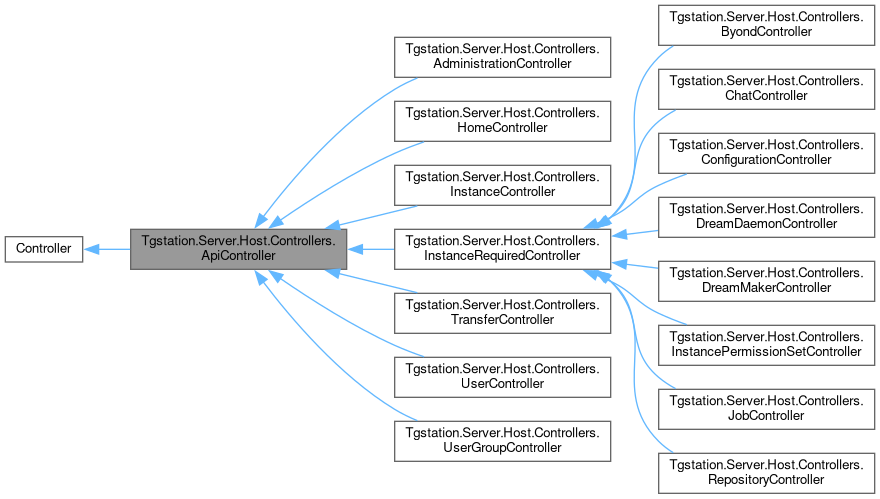 Controller
Tgstation.Server.Host.Controllers.
ApiController
Tgstation.Server.Host.Controllers.
AdministrationController
Tgstation.Server.Host.Controllers.
HomeController
Tgstation.Server.Host.Controllers.
InstanceController
Tgstation.Server.Host.Controllers.
InstanceRequiredController
Tgstation.Server.Host.Controllers.
TransferController
Tgstation.Server.Host.Controllers.
UserController
Tgstation.Server.Host.Controllers.
UserGroupController
Tgstation.Server.Host.Controllers.
ByondController
Tgstation.Server.Host.Controllers.
ChatController
Tgstation.Server.Host.Controllers.
ConfigurationController
Tgstation.Server.Host.Controllers.
DreamDaemonController
Tgstation.Server.Host.Controllers.
DreamMakerController
Tgstation.Server.Host.Controllers.
InstancePermissionSetController
Tgstation.Server.Host.Controllers.
JobController
Tgstation.Server.Host.Controllers.
RepositoryController